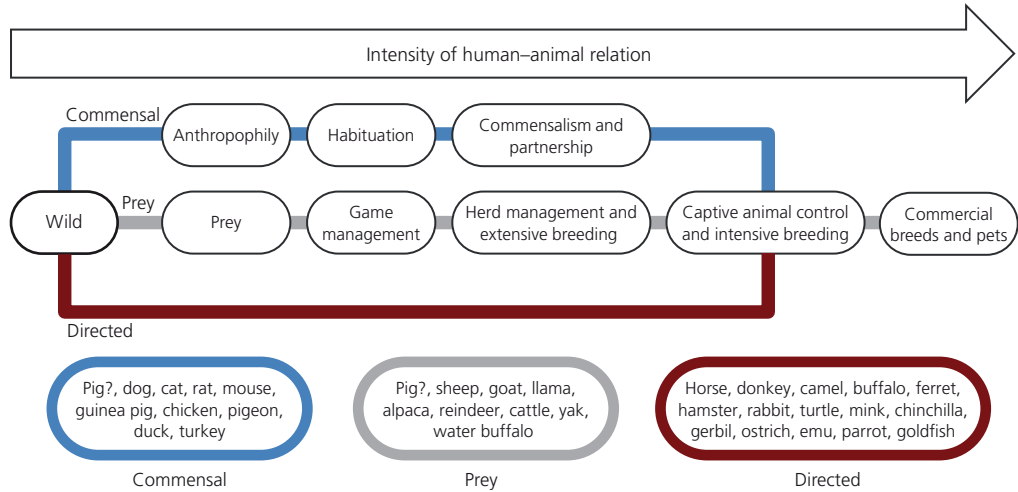 Intensity of human–animal relation
Commensal
Anthropophily
Habituation
Commensalism and
partnership
Wild
Prey
Prey
Game
management
Herd management and
extensive breeding
Captive animal control
and intensive breeding
Commercial
breeds and pets
Directed
Pig?, dog, cat, rat, mouse,
guinea pig, chicken, pigeon,
duck, turkey
Commensal
Pig?, sheep, goat, llama,
alpaca, reindeer, cattle, yak,
water buffalo
Prey
Horse, donkey, camel, buffalo, ferret,
hamster, rabbit, turtle, mink, chinchilla,
gerbil, ostrich, emu, parrot, goldfish
Directed